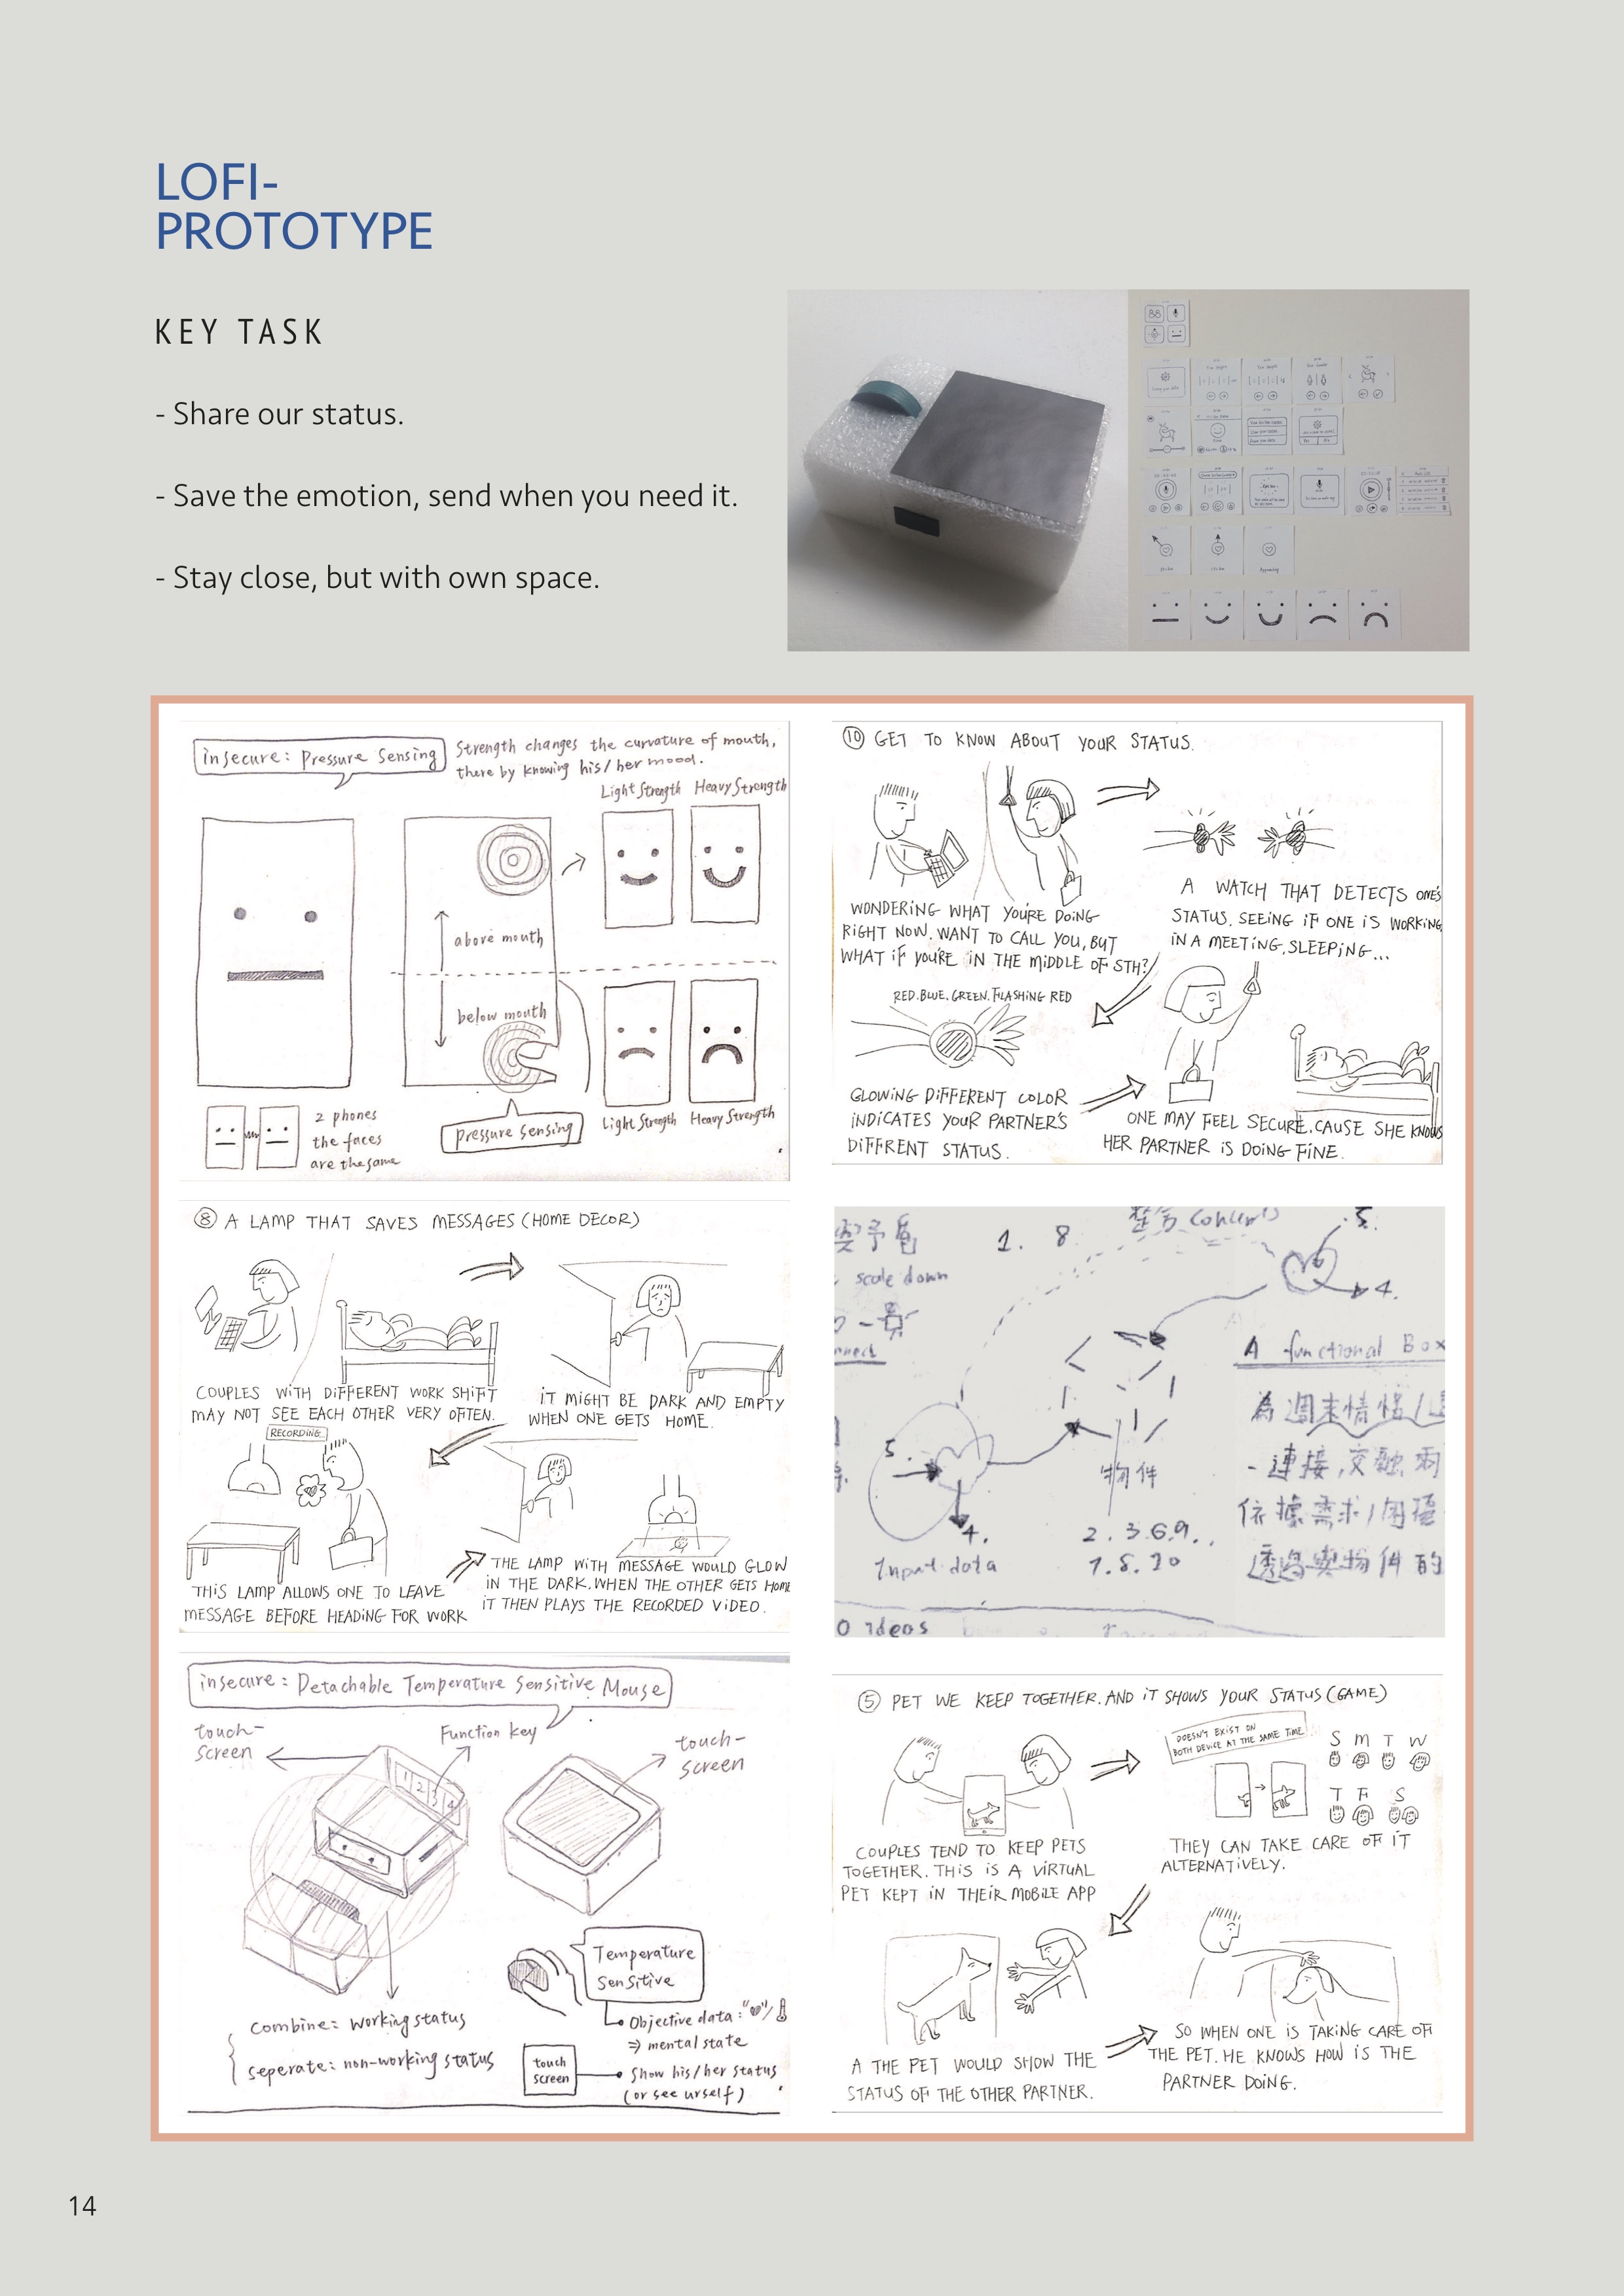 LOFI-
PROTOTYPE
KEY TASK
- Share our status.
- Save the emotion, send when you need it.
- Stay close, but with own space.
insecure: Pressure Sensing
Strength changes the curvature of mouth,
there by knowing his/her mood.
Light Strength
Heavy Strength
above mouth
below mouth
Pressure Sensing
Light Strength
Heavy Strength
2 phones
the faces
are the same
⑩ GET TO KNOW ABOUT YOUR STATUS.
WONDERING WHAT YOU'RE DOING
RIGHT NOW. WANT TO CALL YOU, BUT
WHAT IF YOU'RE IN THE MIDDLE OF STH?
A WATCH THAT DETECTS ONE'S
STATUS. SEEING IF ONE IS WORKING
IN A MEETING, SLEEPING...
RED. BLUE. GREEN. FLASHING RED
GLOWING DIFFERENT COLOR
INDICATES YOUR PARTNER'S
DIFFRENT STATUS.
ONE MAY FEEL SECURE. CAUSE SHE KNOWS
HER PARTNER IS DOING FINE.
⑧ A LAMP THAT SAVES MESSAGES (HOME DECOR)
COUPLES WITH DIFFERENT WORK SHIFT
MAY NOT SEE EACH OTHER VERY OFTEN.
IT MIGHT BE DARK AND EMPTY
WHEN ONE GETS HOME.
RECORDING...
THIS LAMP ALLOWS ONE TO LEAVE
MESSAGE BEFORE HEADING FOR WORK
THE LAMP WITH MESSAGE WOULD GLOW
IN THE DARK. WHEN THE OTHER GETS HOME
IT THEN PLAYS THE RECORDED VIDEO.
1. 8
5.
scale down
4.
A functional Box
為週末情侶/
- 連接,交融,兩
依據需求/困擾
的
5.
4.
物件
Input data
2. 3. 6. 9..
7. 8. 10
0 ideas
insecure: Detachable Temperature Sensitive Mouse
touch-
screen
Function key
1 2 3 4
touch-
screen
Temperature
Sensitive
Objective data: "♥"/
⇒ mental state
touch
screen
Show his/her status
(or see urself)
combine: working status
seperate: non-working status
⑤ PET WE KEEP TOGETHER. AND IT SHOWS YOUR STATUS (GAME)
DOESN'T EXIST ON
BOTH DEVICE AT THE SAME TIME
S M T W
T F S
COUPLES TEND TO KEEP PETS
TOGETHER. THIS IS A VIRTUAL
PET KEPT IN THEIR MOBILE APP
THEY CAN TAKE CARE OF IT
ALTERNATIVELY.
A THE PET WOULD SHOW THE
STATUS OF THE OTHER PARTNER.
SO WHEN ONE IS TAKING CARE OF
THE PET. HE KNOWS HOW IS THE
PARTNER DOING.
14